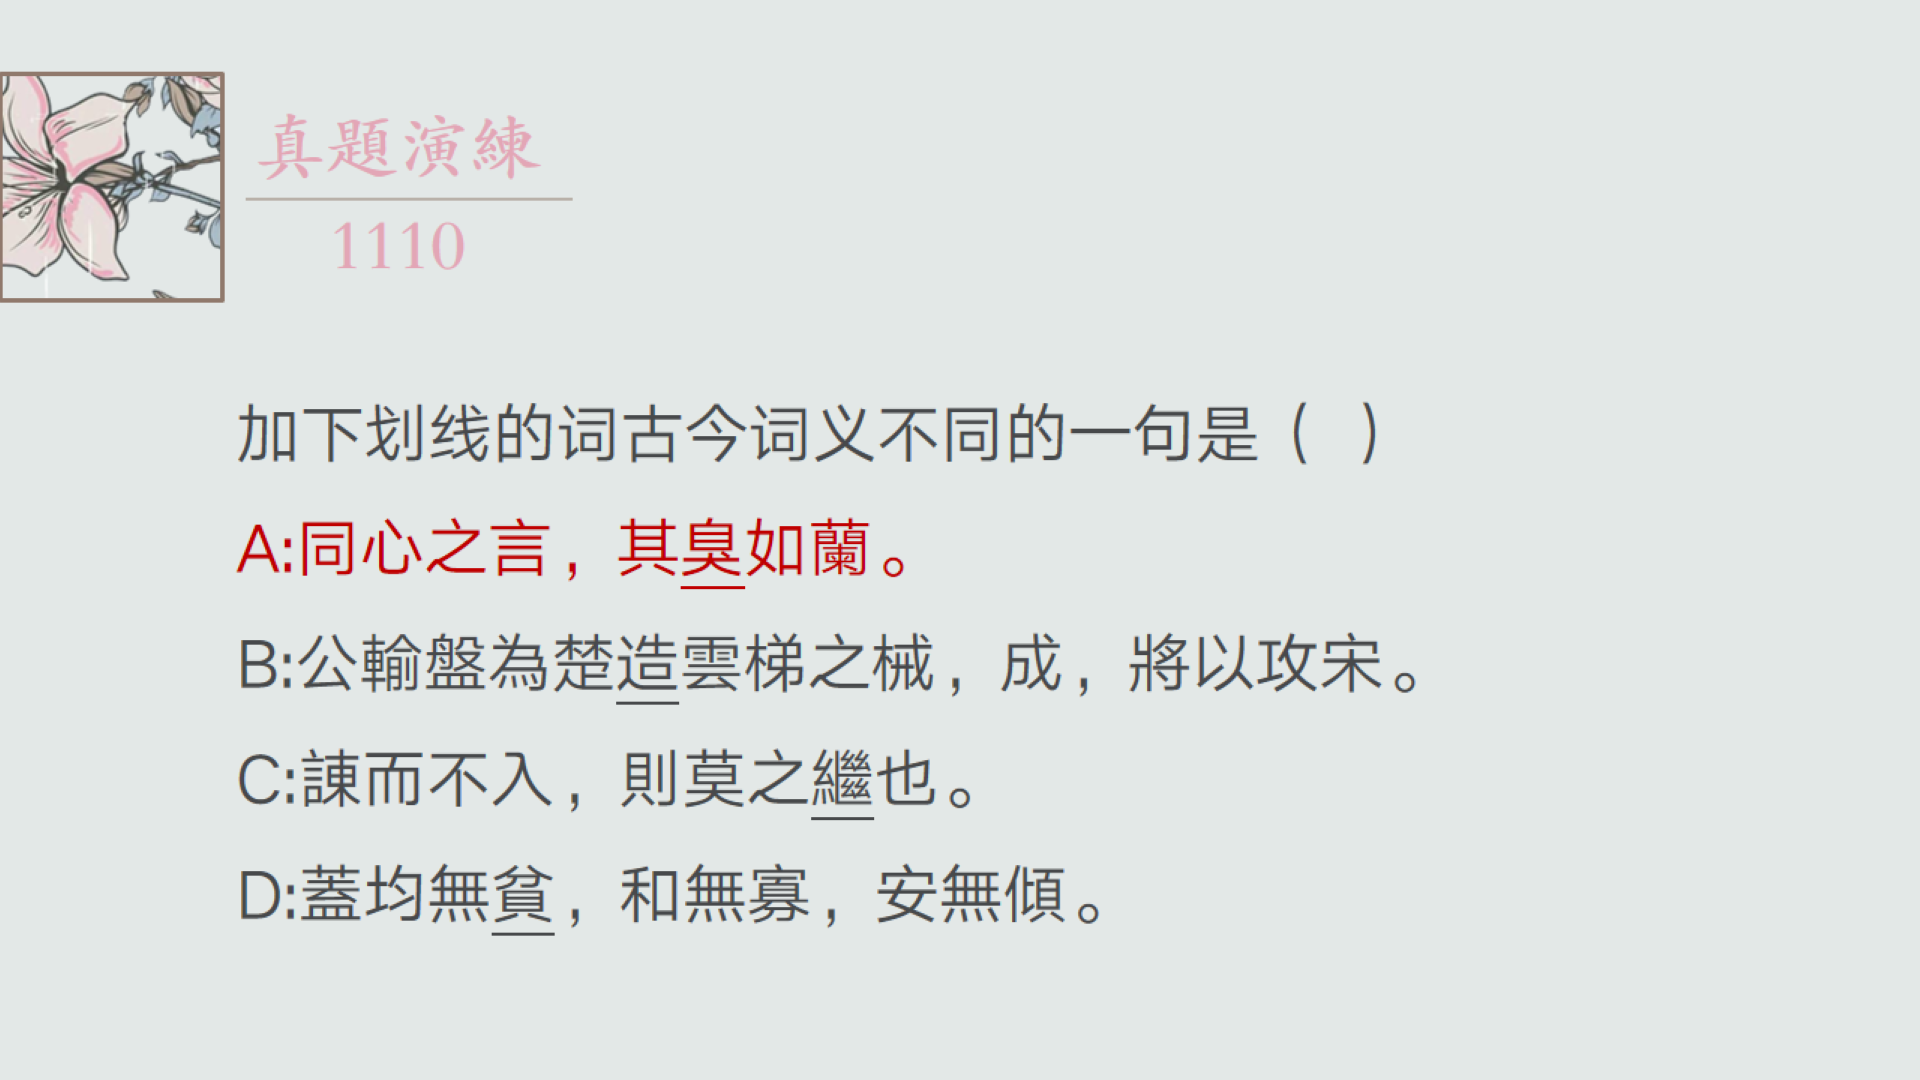 真題演練
1110
加下划线的词古今词义不同的一句是（ ）
A:同心之言，其臭如蘭。
B:公輸盤為楚造雲梯之械，成，將以攻宋。
C:諫而不入，則莫之繼也。
D:蓋均無貧，和無寡，安無傾。